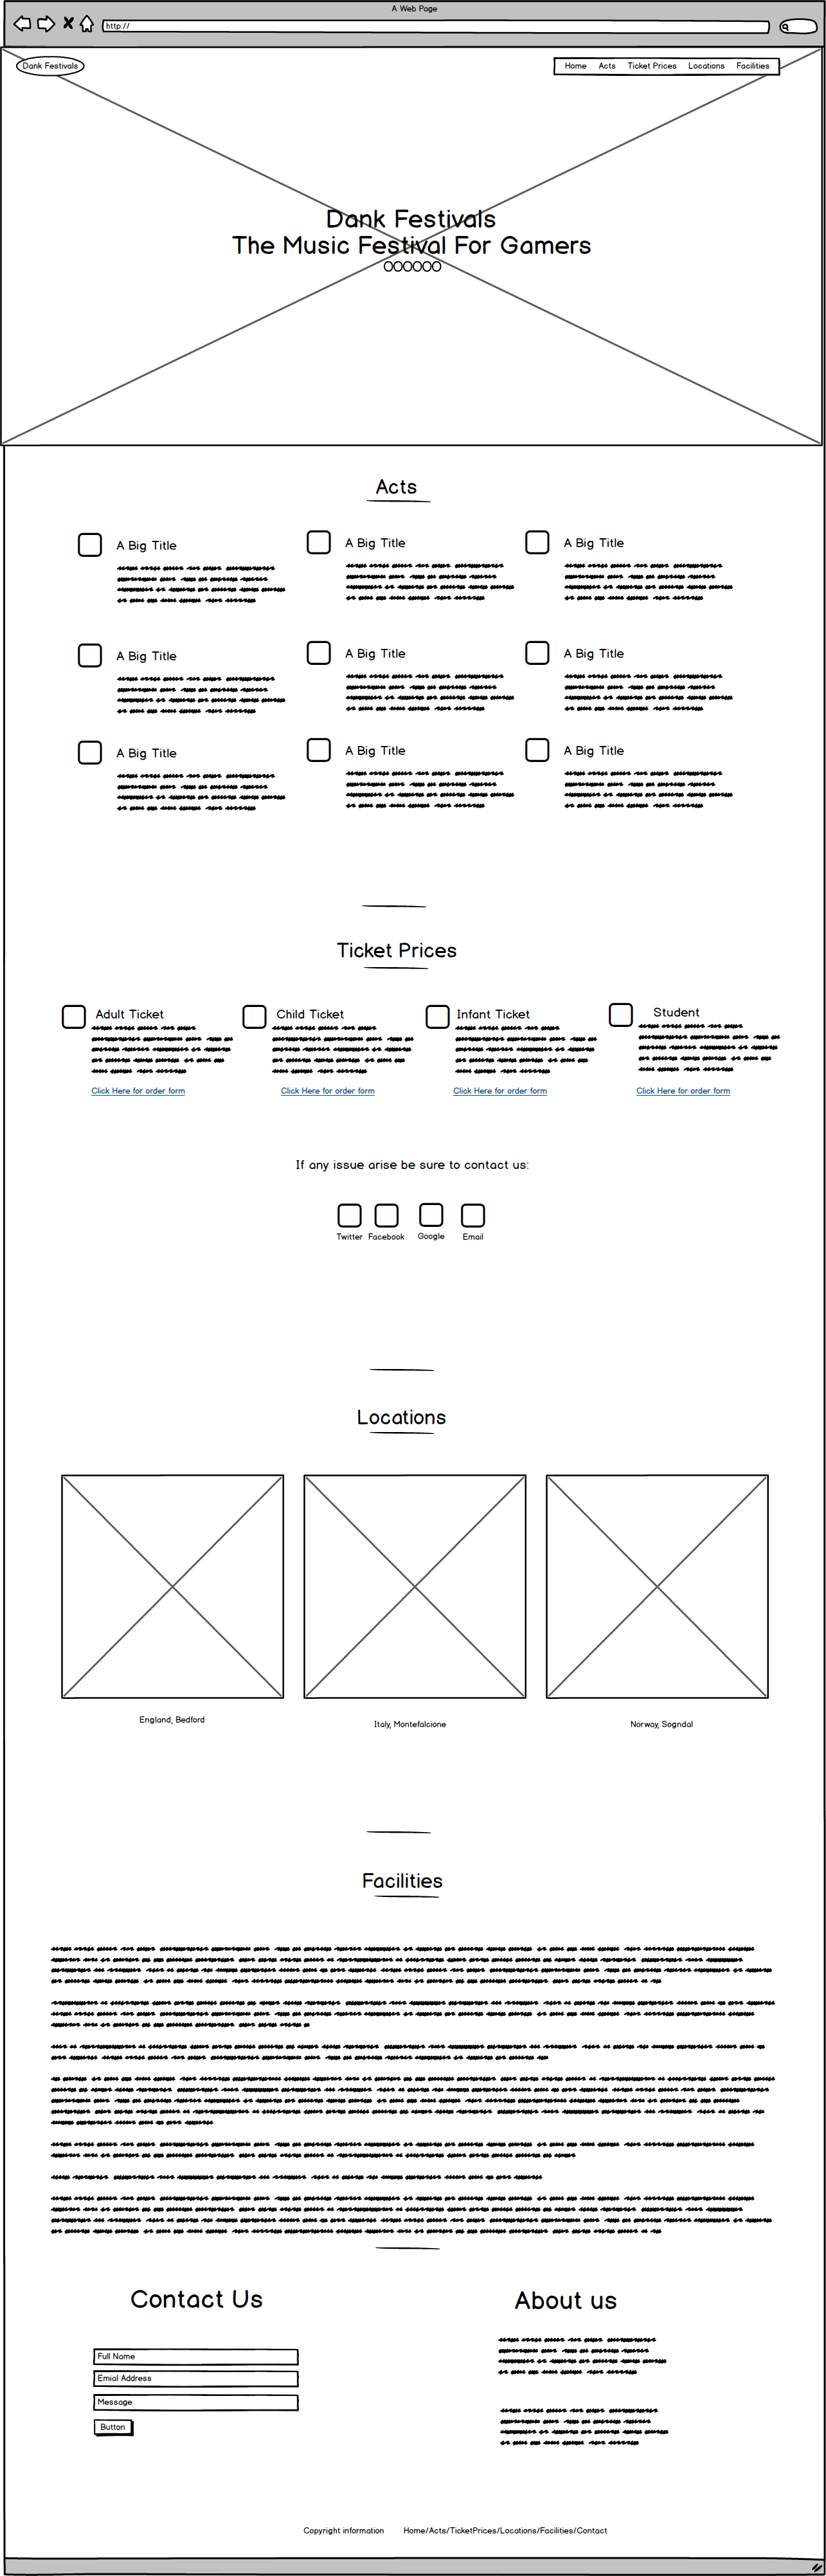 A Web Page
http://
Dank Festivals
Home Acts Ticket Prices Locations Facilities
Dank Festivals
The Music Festival For Gamers
Acts
A Big Title A Big Title A Big Title
A Big Title A Big Title A Big Title
A Big Title A Big Title A Big Title
Ticket Prices
Adult Ticket Child Ticket Infant Ticket Student
Click Here for order form Click Here for order form Click Here for order form Click Here for order form
If any issue arise be sure to contact us:
Twitter Facebook Google Email
Locations
England, Bedford Italy, Montefalcione Norway, Sogndal
Facilities
Contact Us About us
Full Name
Emial Address
Message
Button
Copyright information Home/Acts/TicketPrices/Locations/Facilities/Contact